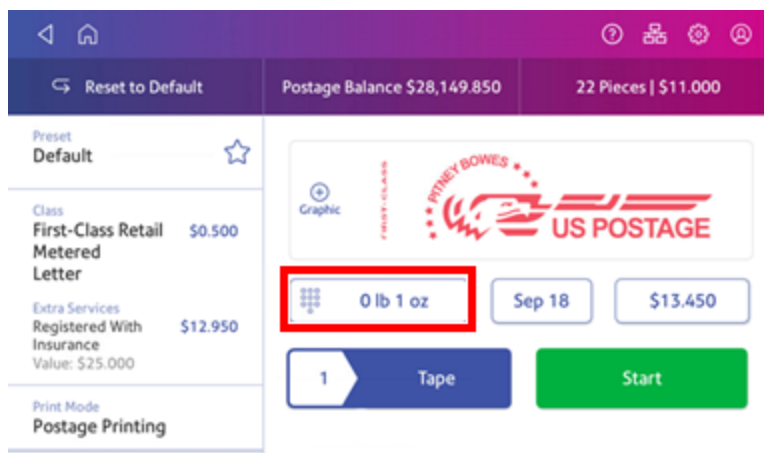 Reset to Default
Postage Balance $28,149.850
22 Pieces | $11.000
Preset
Default
Class
First-Class Retail $0.500
Metered
Letter
Extra Services
Registered With $12.950
Insurance
Value: $25.000
Print Mode
Postage Printing
Graphic
FIRST-CLASS
PITNEY BOWES
US POSTAGE
0 lb 1 oz
Sep 18
$13.450
1
Tape
Start